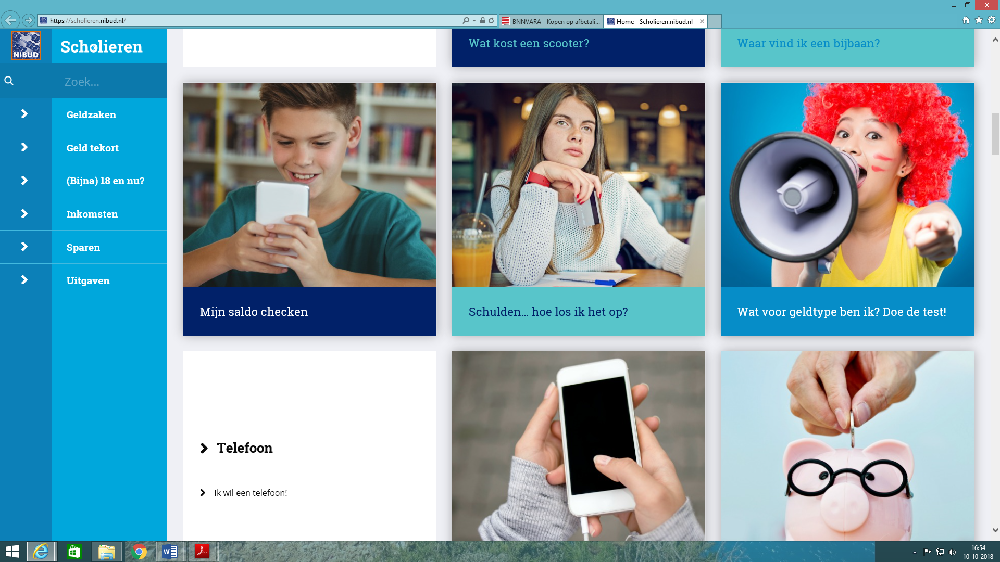 https://scholieren.nibud.nl/
BNNVARA - Kopen op afbetali...
Home - Scholieren.nibud.nl
NIBUD
Scholieren
Zoek...
Geldzaken
Geld tekort
(Bijna) 18 en nu?
Inkomsten
Sparen
Uitgaven
Wat kost een scooter?
Waar vind ik een bijbaan?
Mijn saldo checken
Schulden... hoe los ik het op?
Wat voor geldtype ben ik? Doe de test!
Telefoon
Ik wil een telefoon!
16:54
10-10-2018